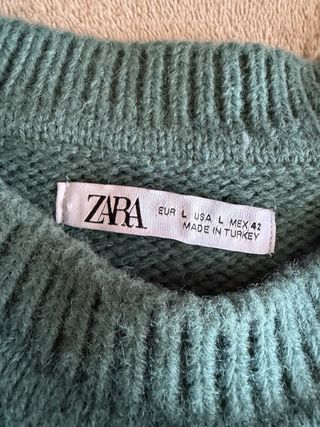 ZARA
EUR L USA L MEX 42
MADE IN TURKEY